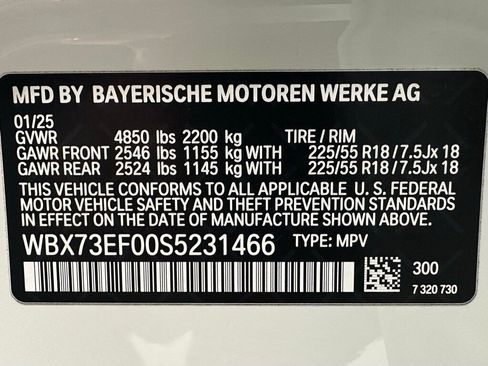 MFD BY BAYERISCHE MOTOREN WERKE AG
01/25
GVWR 4850 lbs 2200 kg TIRE / RIM
GAWR FRONT 2546 lbs 1155 kg WITH 225/55 R18 / 7.5Jx 18
GAWR REAR 2524 lbs 1145 kg WITH 225/55 R18 / 7.5Jx 18
THIS VEHICLE CONFORMS TO ALL APPLICABLE U. S. FEDERAL
MOTOR VEHICLE SAFETY AND THEFT PREVENTION STANDARDS
IN EFFECT ON THE DATE OF MANUFACTURE SHOWN ABOVE.
WBX73EF00S5231466 TYPE: MPV
300
7 320 730